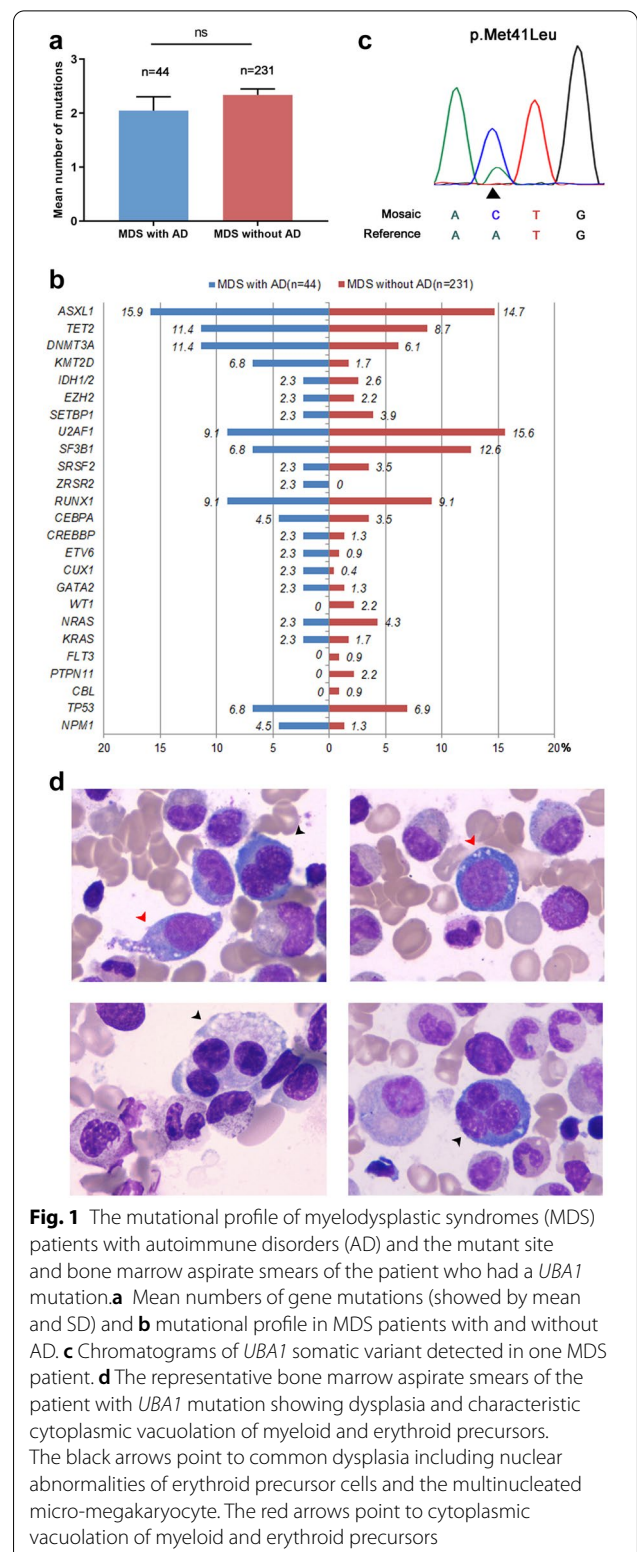 a
ns
n=44
n=231
Mean number of mutations
3
2
1
0
MDS with AD
MDS without AD
c
p.Met41Leu
Mosaic A C T G
Reference A A T G
b
MDS with AD(n=44) MDS without AD(n=231)
ASXL1 15.9 14.7
TET2 11.4 8.7
DNMT3A 11.4 6.1
KMT2D 6.8 1.7
IDH1/2 2.3 2.6
EZH2 2.3 2.2
SETBP1 2.3 3.9
U2AF1 9.1 15.6
SF3B1 6.8 12.6
SRSF2 2.3 3.5
ZRSR2 2.3 0
RUNX1 9.1 9.1
CEBPA 4.5 3.5
CREBBP 2.3 1.3
ETV6 2.3 0.9
CUX1 2.3 0.4
GATA2 2.3 1.3
WT1 0 2.2
NRAS 2.3 4.3
KRAS 2.3 1.7
FLT3 0 0.9
PTPN11 0 2.2
CBL 0 0.9
TP53 6.8 6.9
NPM1 4.5 1.3
20 15 10 5 0 5 10 15 20%
d
Fig. 1 The mutational profile of myelodysplastic syndromes (MDS)
patients with autoimmune disorders (AD) and the mutant site
and bone marrow aspirate smears of the patient who had a UBA1
mutation.a Mean numbers of gene mutations (showed by mean
and SD) and b mutational profile in MDS patients with and without
AD. c Chromatograms of UBA1 somatic variant detected in one MDS
patient. d The representative bone marrow aspirate smears of the
patient with UBA1 mutation showing dysplasia and characteristic
cytoplasmic vacuolation of myeloid and erythroid precursors.
The black arrows point to common dysplasia including nuclear
abnormalities of erythroid precursor cells and the multinucleated
micro-megakaryocyte. The red arrows point to cytoplasmic
vacuolation of myeloid and erythroid precursors